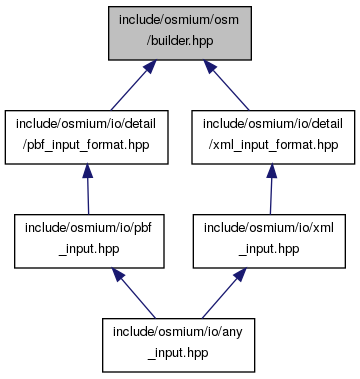 include/osmium/osm
/builder.hpp
include/osmium/io/detail
/pbf_input_format.hpp
include/osmium/io/detail
/xml_input_format.hpp
include/osmium/io/pbf
_input.hpp
include/osmium/io/xml
_input.hpp
include/osmium/io/any
_input.hpp